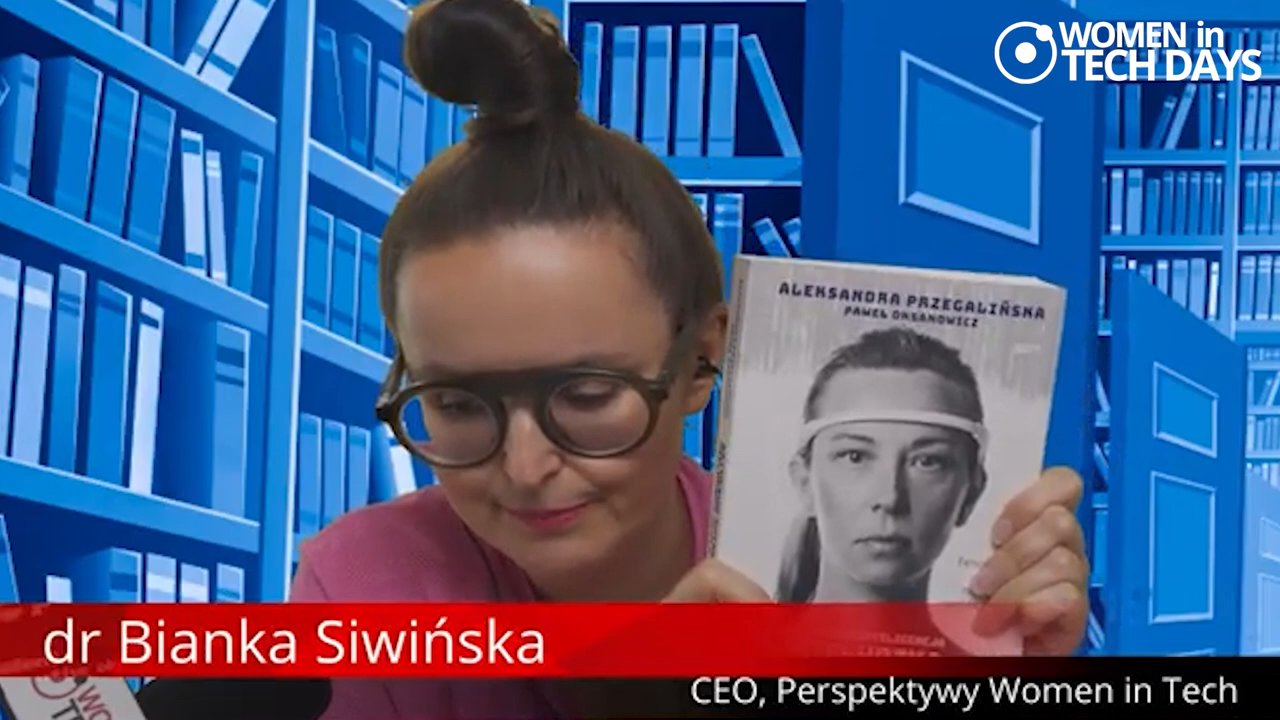 WOMEN in
TECH DAYS
ALEKSANDRA PRZEGALIŃSKA
PAWEŁ OKSANOWICZ
dr Bianka Siwińska
CEO, Perspektywy Women in Tech